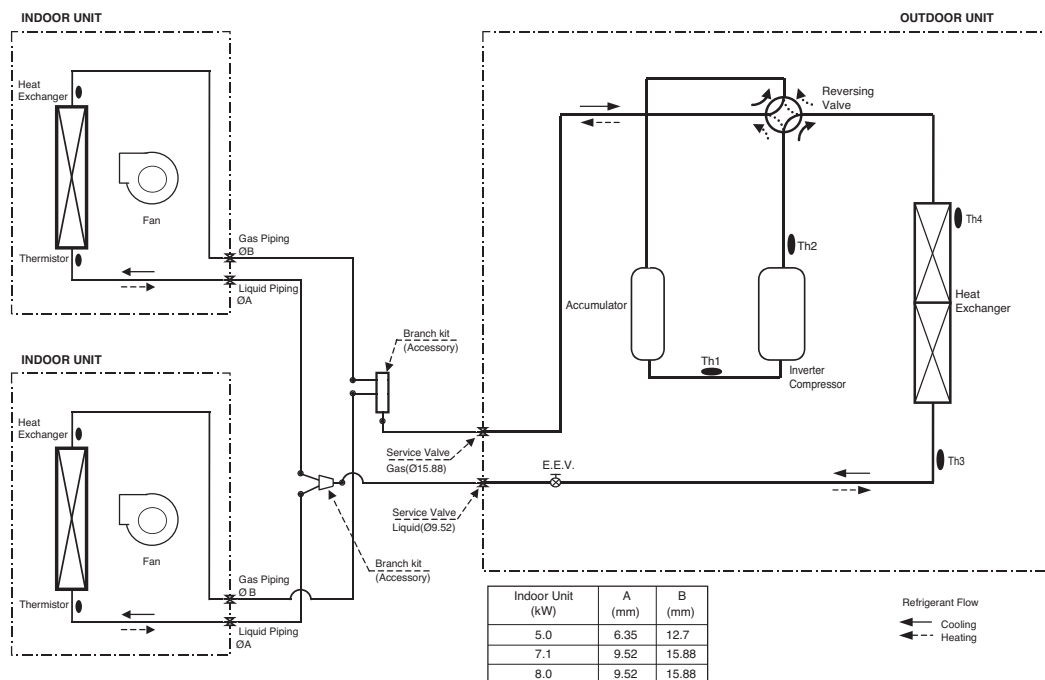 INDOOR UNIT
Heat
Exchanger
Fan
Thermistor
Gas Piping
ØB
Liquid Piping
ØA
INDOOR UNIT
Heat
Exchanger
Fan
Thermistor
Gas Piping
Ø B
Liquid Piping
ØA
Branch kit
(Accessory)
Branch kit
(Accessory)
Service Valve
Gas(Ø15.88)
Service Valve
Liquid(Ø9.52)
OUTDOOR UNIT
Reversing
Valve
Th4
Th2
Accumulator
Heat
Exchanger
Th1
Inverter
Compressor
E.E.V.
Th3
Indoor Unit (kW) A (mm) B (mm)
5.0 6.35 12.7
7.1 9.52 15.88
8.0 9.52 15.88
Refrigerant Flow
Cooling
Heating